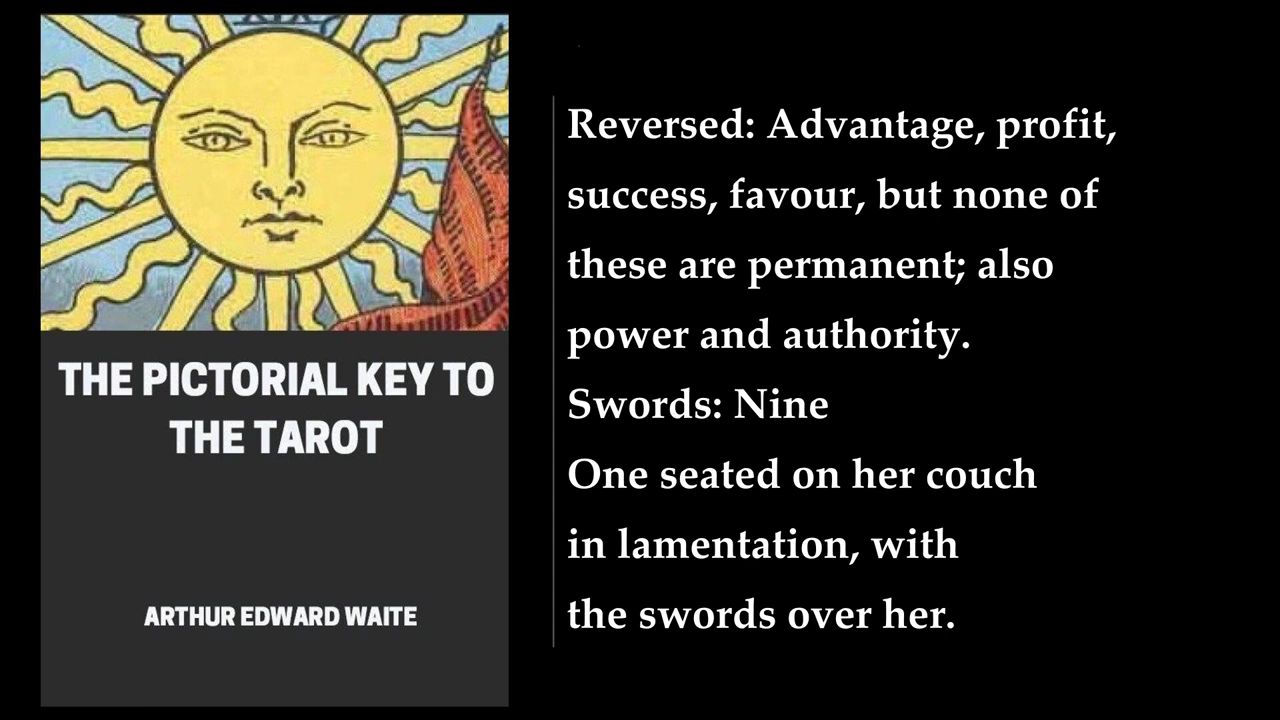 XIX
THE PICTORIAL KEY TO
THE TAROT
ARTHUR EDWARD WAITE
Reversed: Advantage, profit,
success, favour, but none of
these are permanent; also
power and authority.
Swords: Nine
One seated on her couch
in lamentation, with
the swords over her.